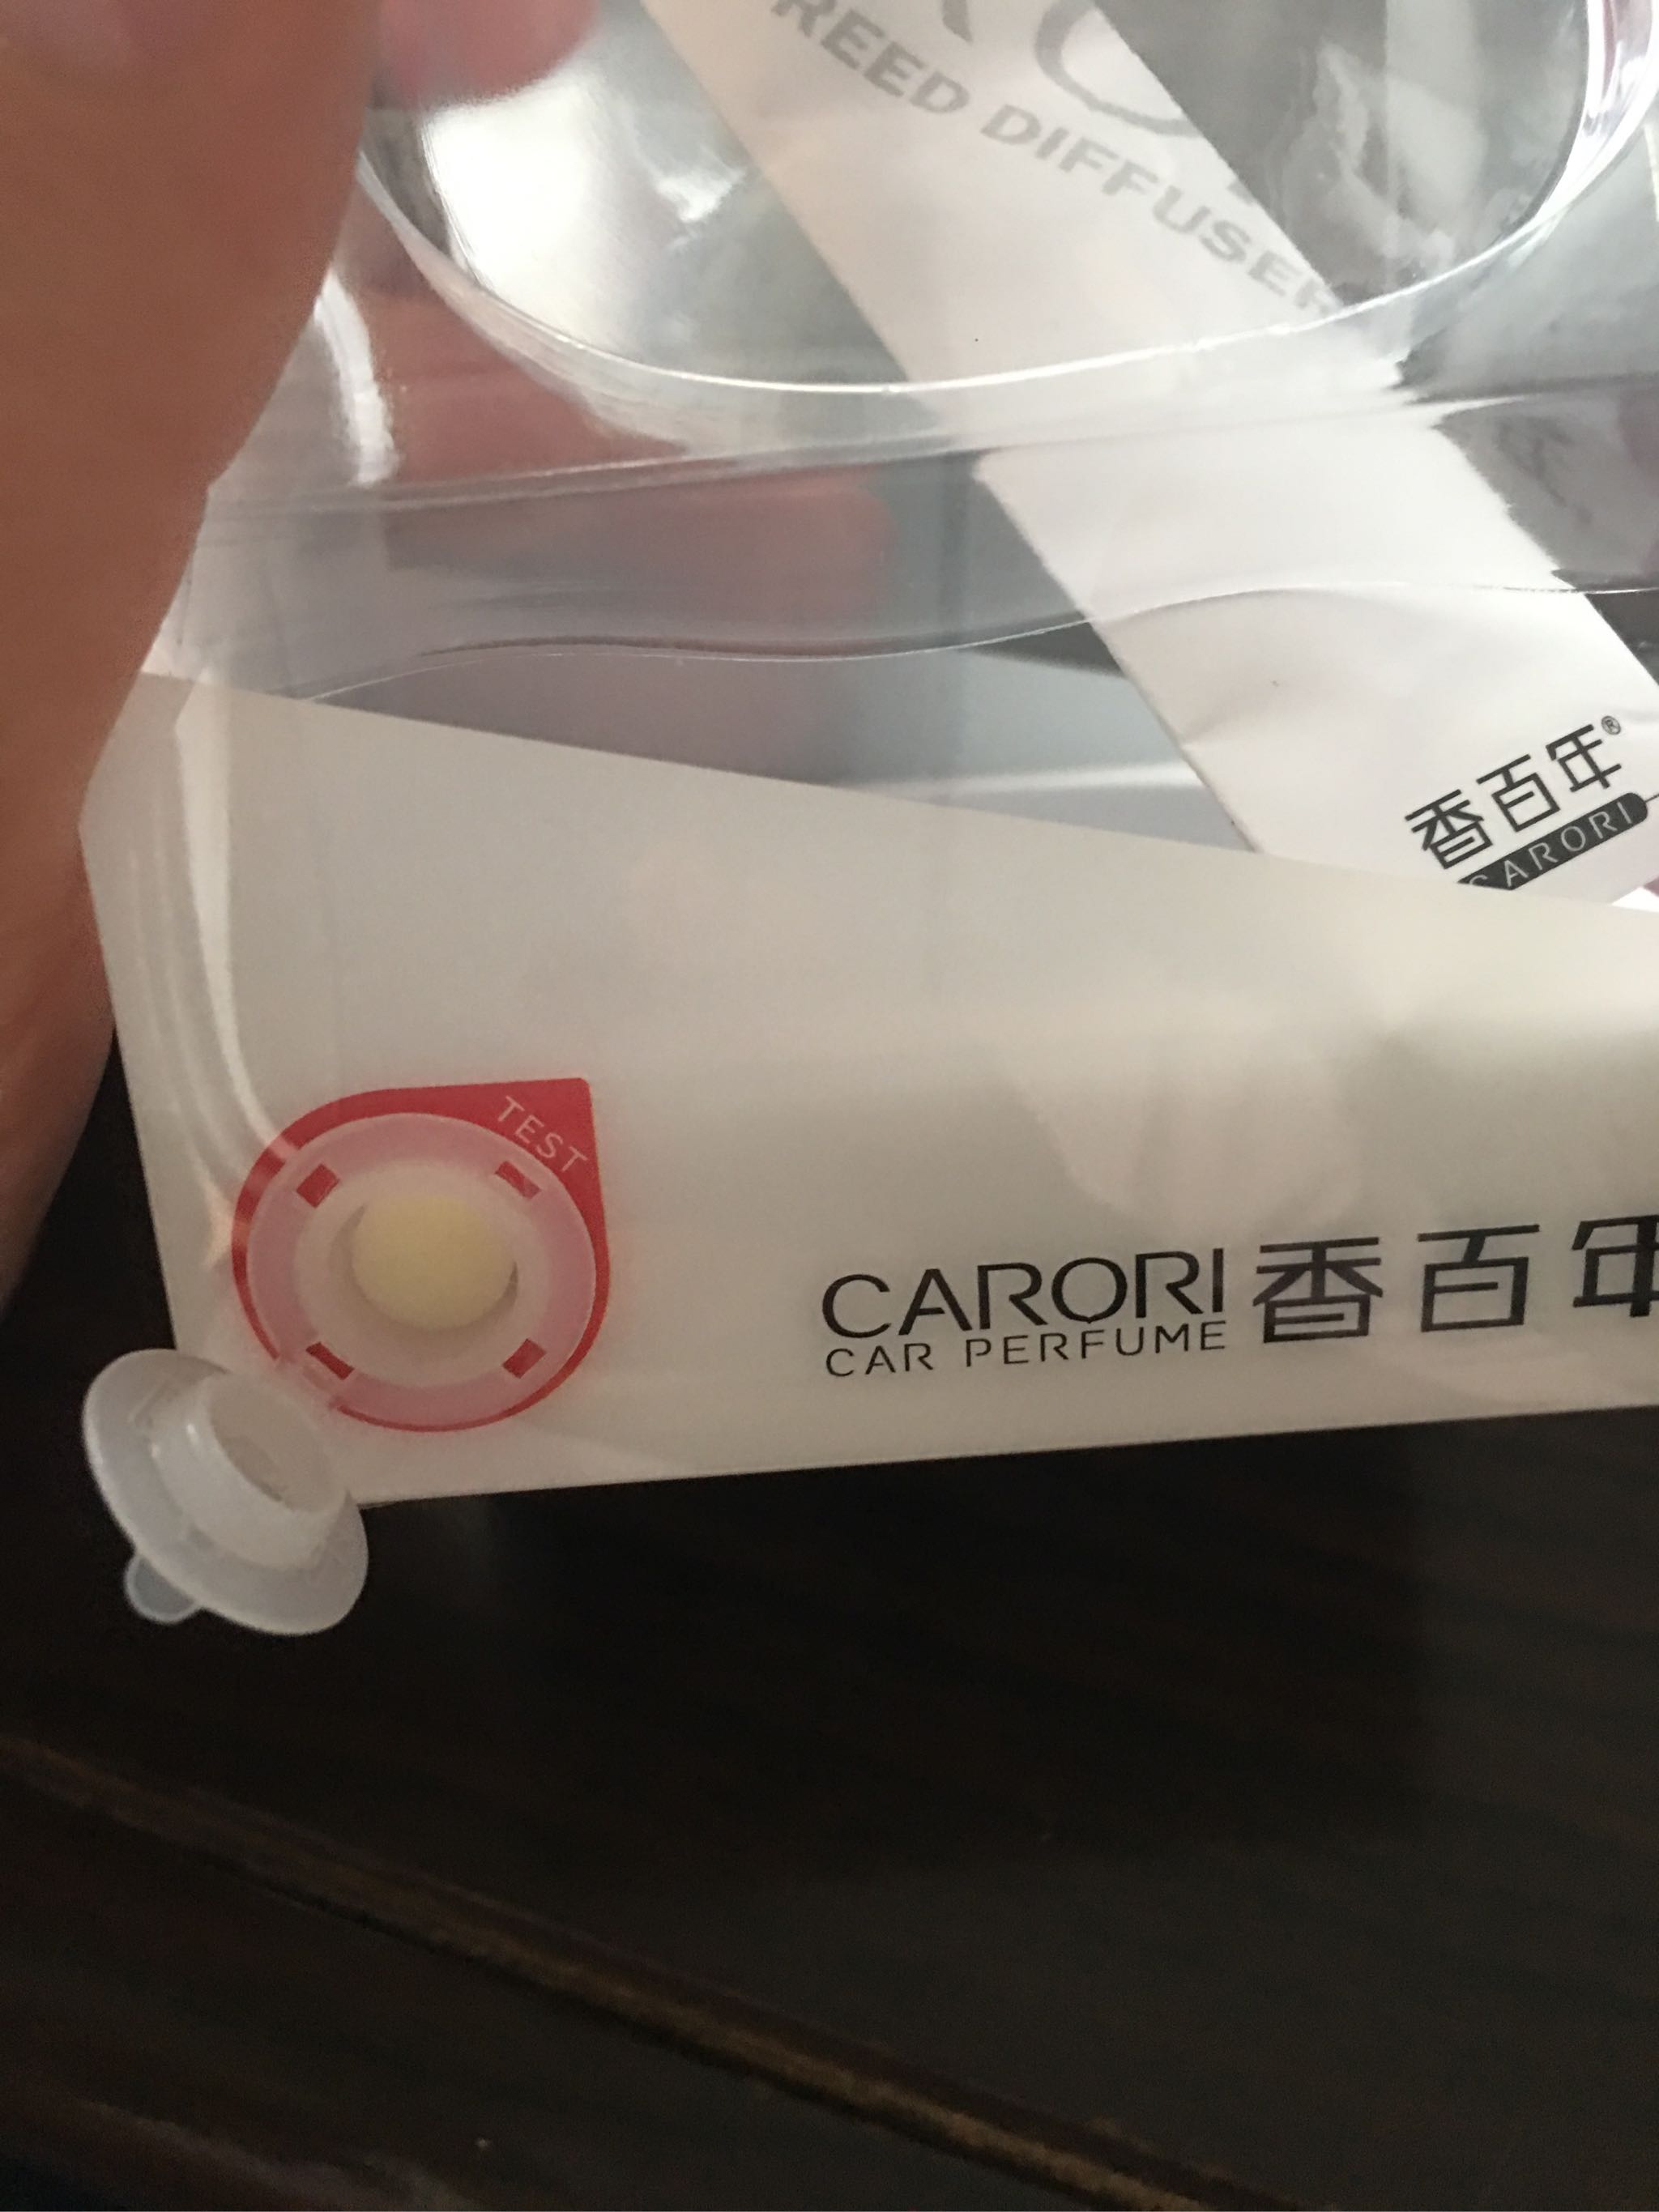 REED DIFFUSER
香百年®
CARORI
TEST
CARORI 香百年
CAR PERFUME